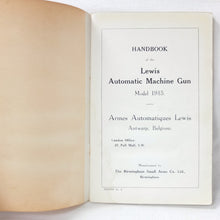 HANDBOOK
of the
Lewis
Automatic Machine Gun
Model 1915
Armes Automatiques Lewis
Antwerp, Belgium.
London Office
Pall Mall, S.W.
Manufactured by
The Birmingham Small Arms Co. Ltd.,
Birmingham